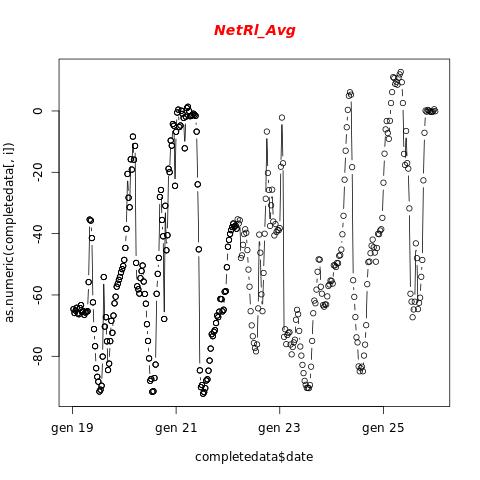 NetRl_Avg
as.numeric(completedata[, i])
0
-20
-40
-60
-80
gen 19
gen 21
gen 23
gen 25
completedata$date